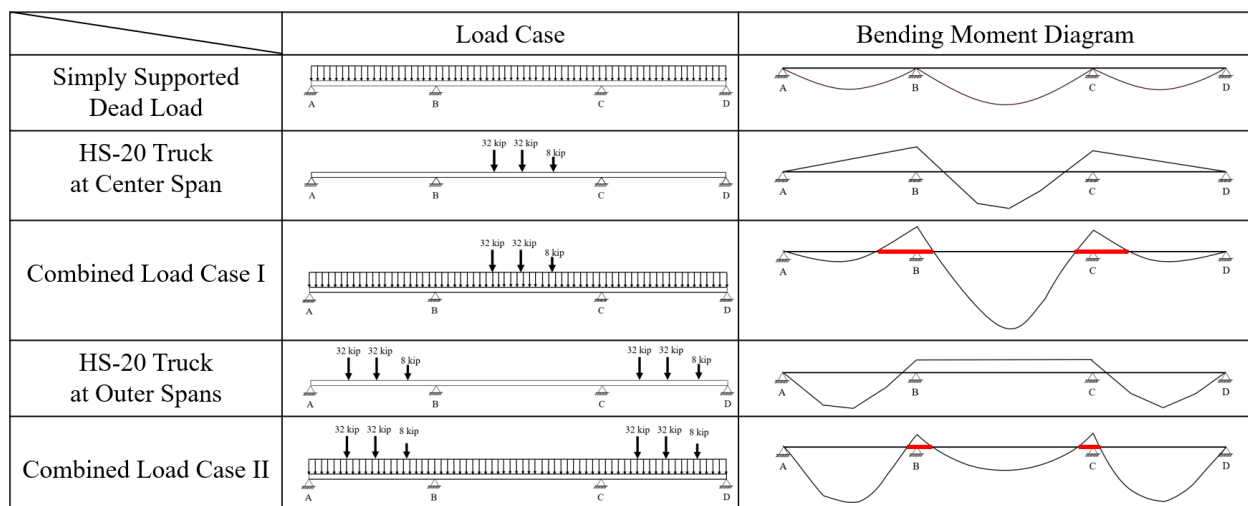 Load Case
Bending Moment Diagram
Simply Supported
Dead Load
A B C D
A B C D
HS-20 Truck
at Center Span
32 kip 32 kip 8 kip
A B C D
A B C D
Combined Load Case I
32 kip 32 kip 8 kip
A B C D
A B C D
HS-20 Truck
at Outer Spans
32 kip 32 kip 8 kip 32 kip 32 kip 8 kip
A B C D
A B C D
Combined Load Case II
32 kip 32 kip 8 kip 32 kip 32 kip 8 kip
A B C D
A B C D